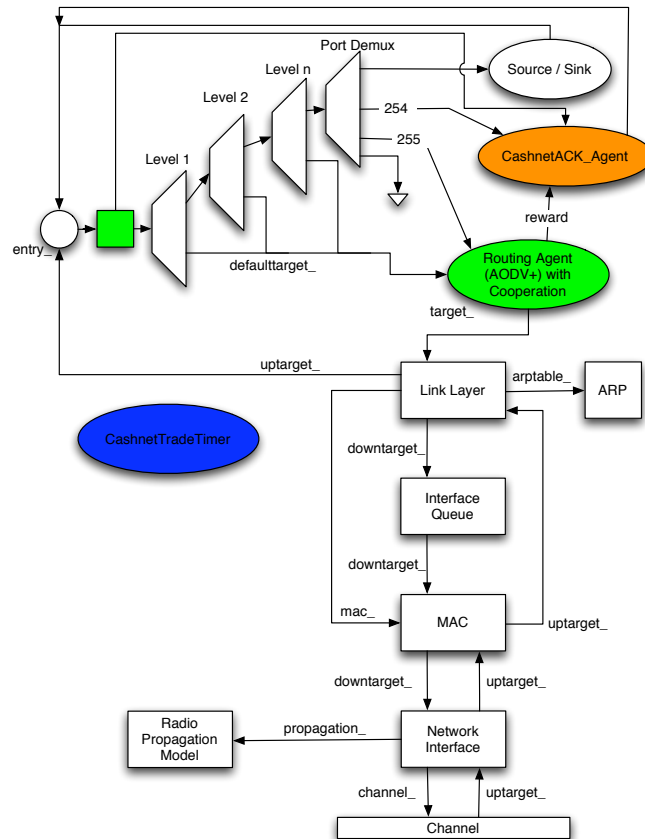 Port Demux
Level n
Source / Sink
Level 2
254
Level 1
255
CashnetACK_Agent
reward
entry_
defaulttarget_
Routing Agent
(AODV+) with
Cooperation
target_
uptarget_
Link Layer
arptable_
ARP
CashnetTradeTimer
downtarget_
Interface
Queue
downtarget_
mac_
MAC
uptarget_
downtarget_
uptarget_
Radio
Propagation
Model
propagation_
Network
Interface
channel_
uptarget_
Channel